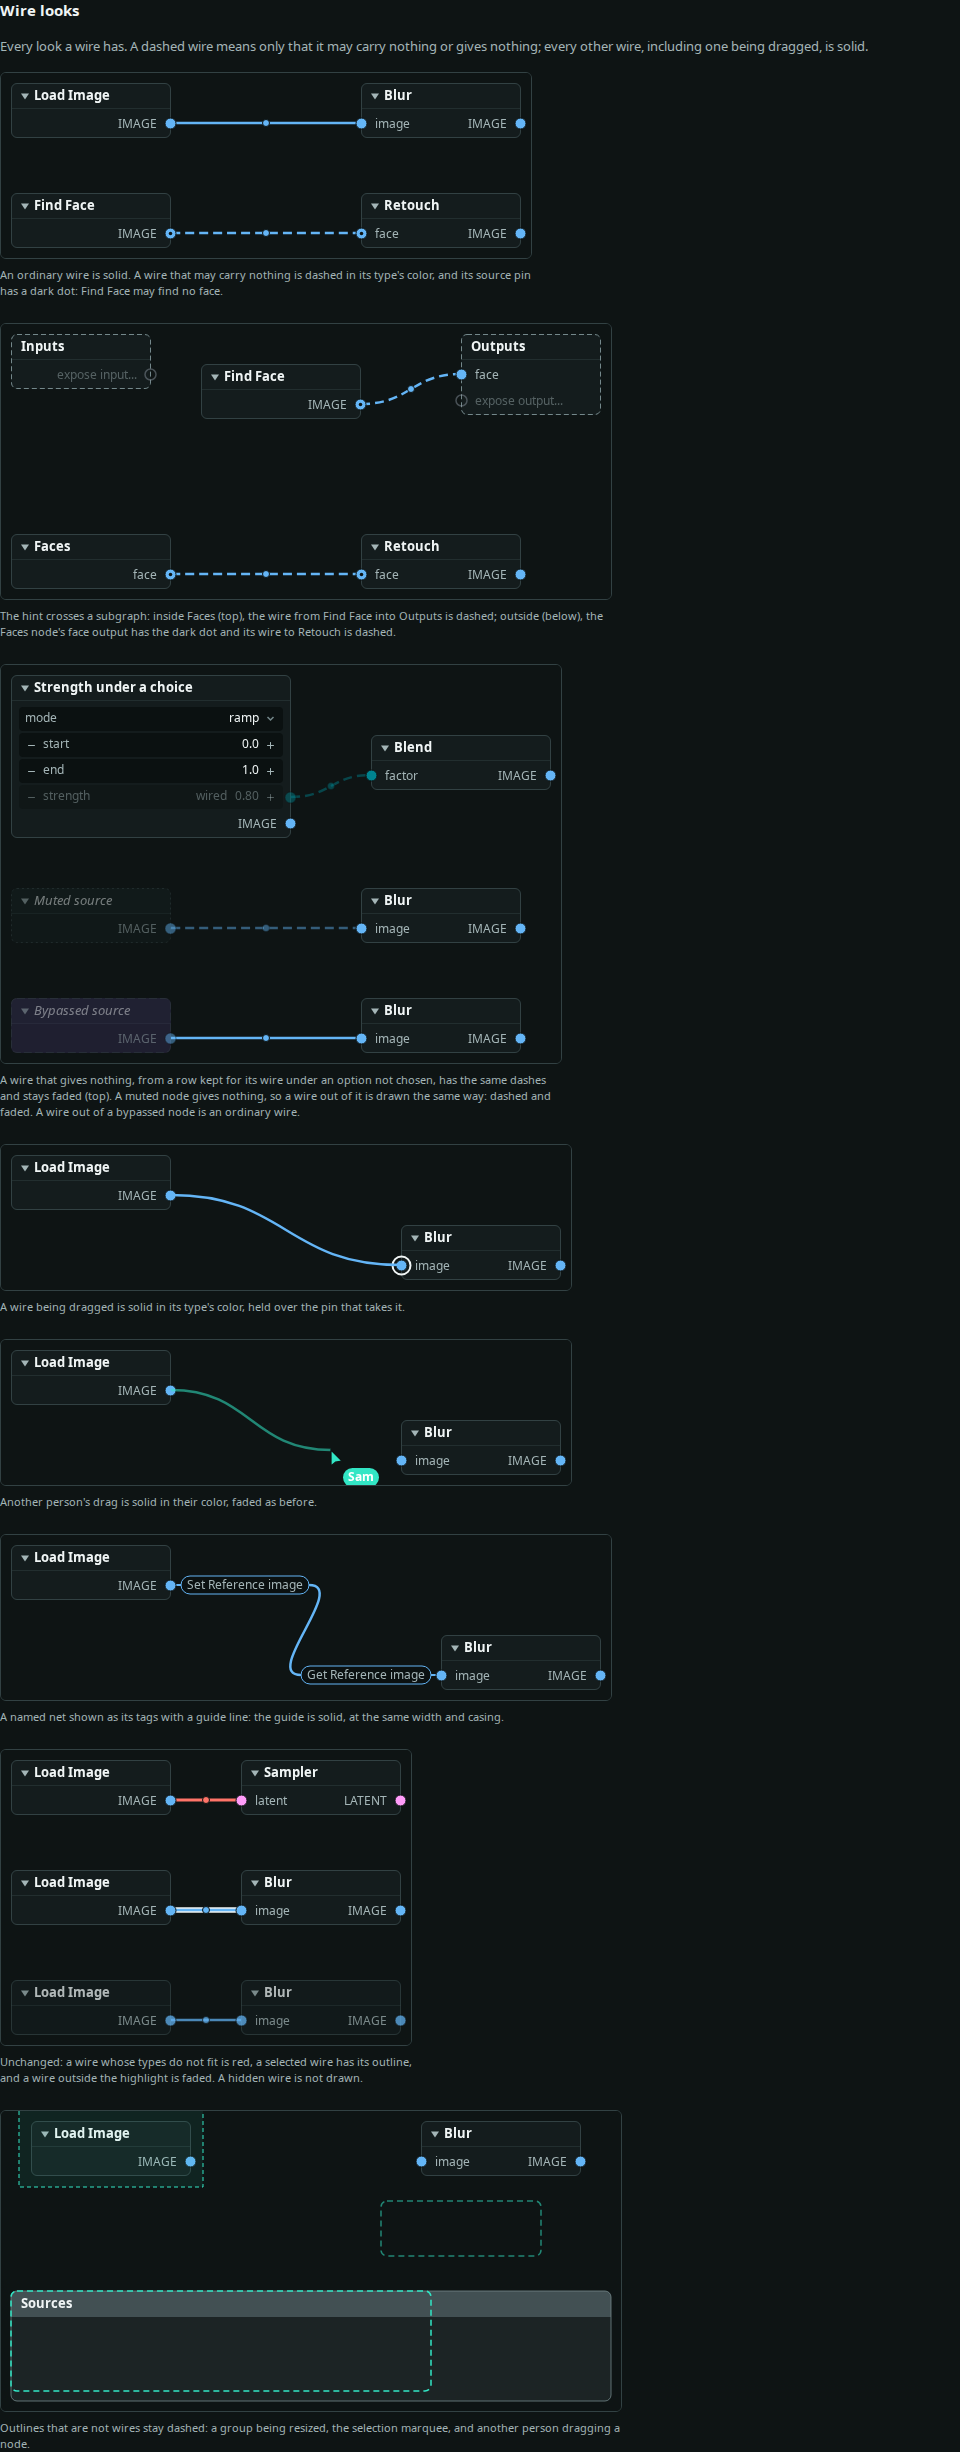 Wire looks
Every look a wire has. A dashed wire means only that it may carry nothing or gives nothing; every other wire, including one being dragged, is solid.
Load Image
Blur
IMAGE
image
IMAGE
Find Face
Retouch
IMAGE
face
IMAGE
An ordinary wire is solid. A wire that may carry nothing is dashed in its type's color, and its source pin
has a dark dot: Find Face may find no face.
Inputs
Outputs
expose input...
Find Face
face
IMAGE
expose output...
Faces
Retouch
face
face
IMAGE
The hint crosses a subgraph: inside Faces (top), the wire from Find Face into Outputs is dashed; outside (below), the
Faces node's face output has the dark dot and its wire to Retouch is dashed.
Strength under a choice
mode
ramp
– start
0.0 +
Blend
– end
1.0 +
factor
IMAGE
– strength
wired 0.80 +
IMAGE
Muted source
Blur
IMAGE
image
IMAGE
Bypassed source
Blur
IMAGE
image
IMAGE
A wire that gives nothing, from a row kept for its wire under an option not chosen, has the same dashes
and stays faded (top). A muted node gives nothing, so a wire out of it is drawn the same way: dashed and
faded. A wire out of a bypassed node is an ordinary wire.
Load Image
IMAGE
Blur
image
IMAGE
A wire being dragged is solid in its type's color, held over the pin that takes it.
Load Image
IMAGE
Blur
image
IMAGE
Sam
Another person's drag is solid in their color, faded as before.
Load Image
IMAGE
Set Reference image
Blur
Get Reference image
image
IMAGE
A named net shown as its tags with a guide line: the guide is solid, at the same width and casing.
Load Image
Sampler
IMAGE
latent
LATENT
Load Image
Blur
IMAGE
image
IMAGE
Load Image
Blur
IMAGE
image
IMAGE
Unchanged: a wire whose types do not fit is red, a selected wire has its outline,
and a wire outside the highlight is faded. A hidden wire is not drawn.
Load Image
Blur
IMAGE
image
IMAGE
Sources
Outlines that are not wires stay dashed: a group being resized, the selection marquee, and another person dragging a
node.